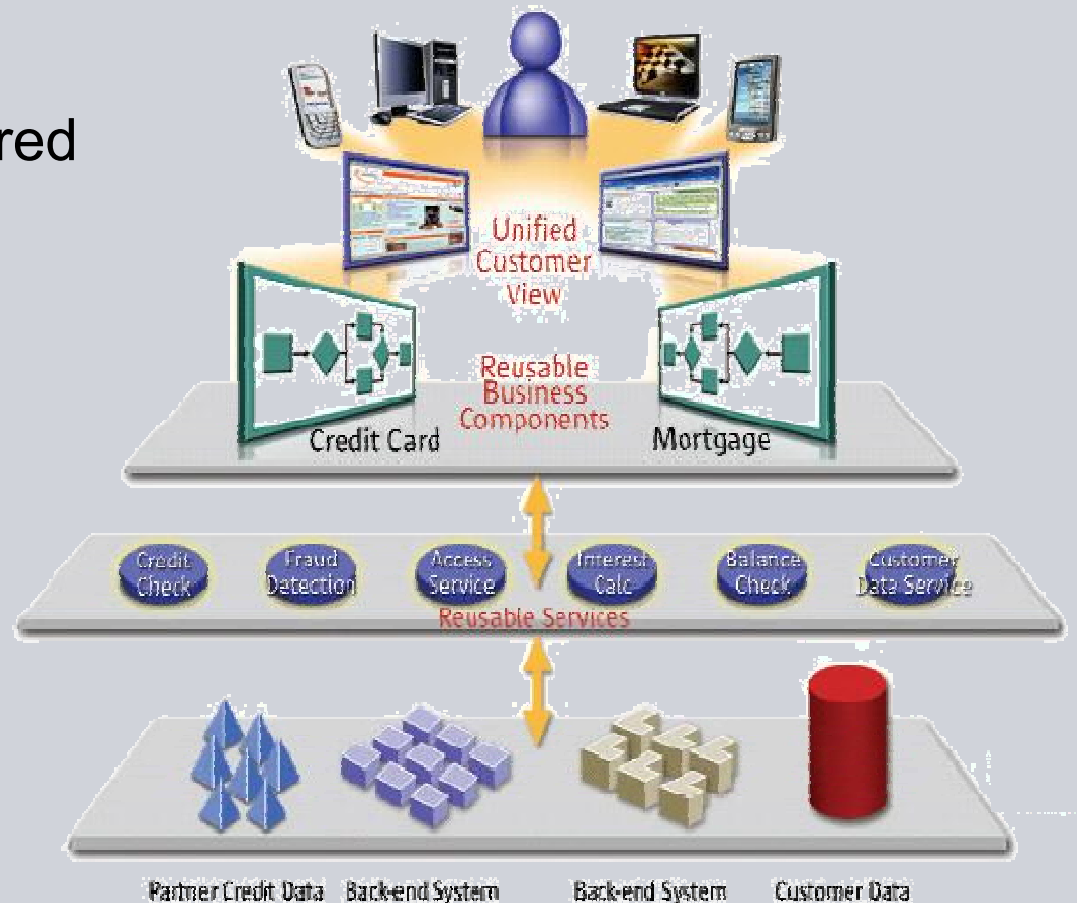 red
Unified
Customer
View
Reusable
Business
Components
Credit Card
Mortgage
Credit
Check
Fraud
Detection
Access
Service
Interest
Calc
Balance
Check
Customer
Data Service
Reusable Services
Partner Credit Data
Back-end System
Back-end System
Customer Data